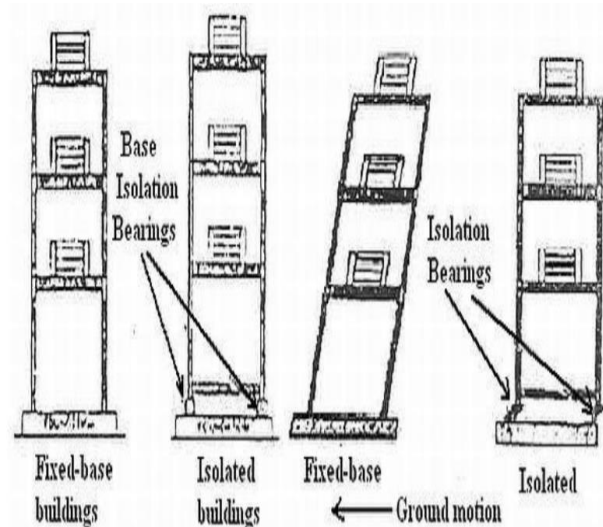 Base
Isolation
Bearings
Isolation
Bearings
Fixed-base
buildings
Isolated
buildings
Fixed-base
Isolated
Ground motion